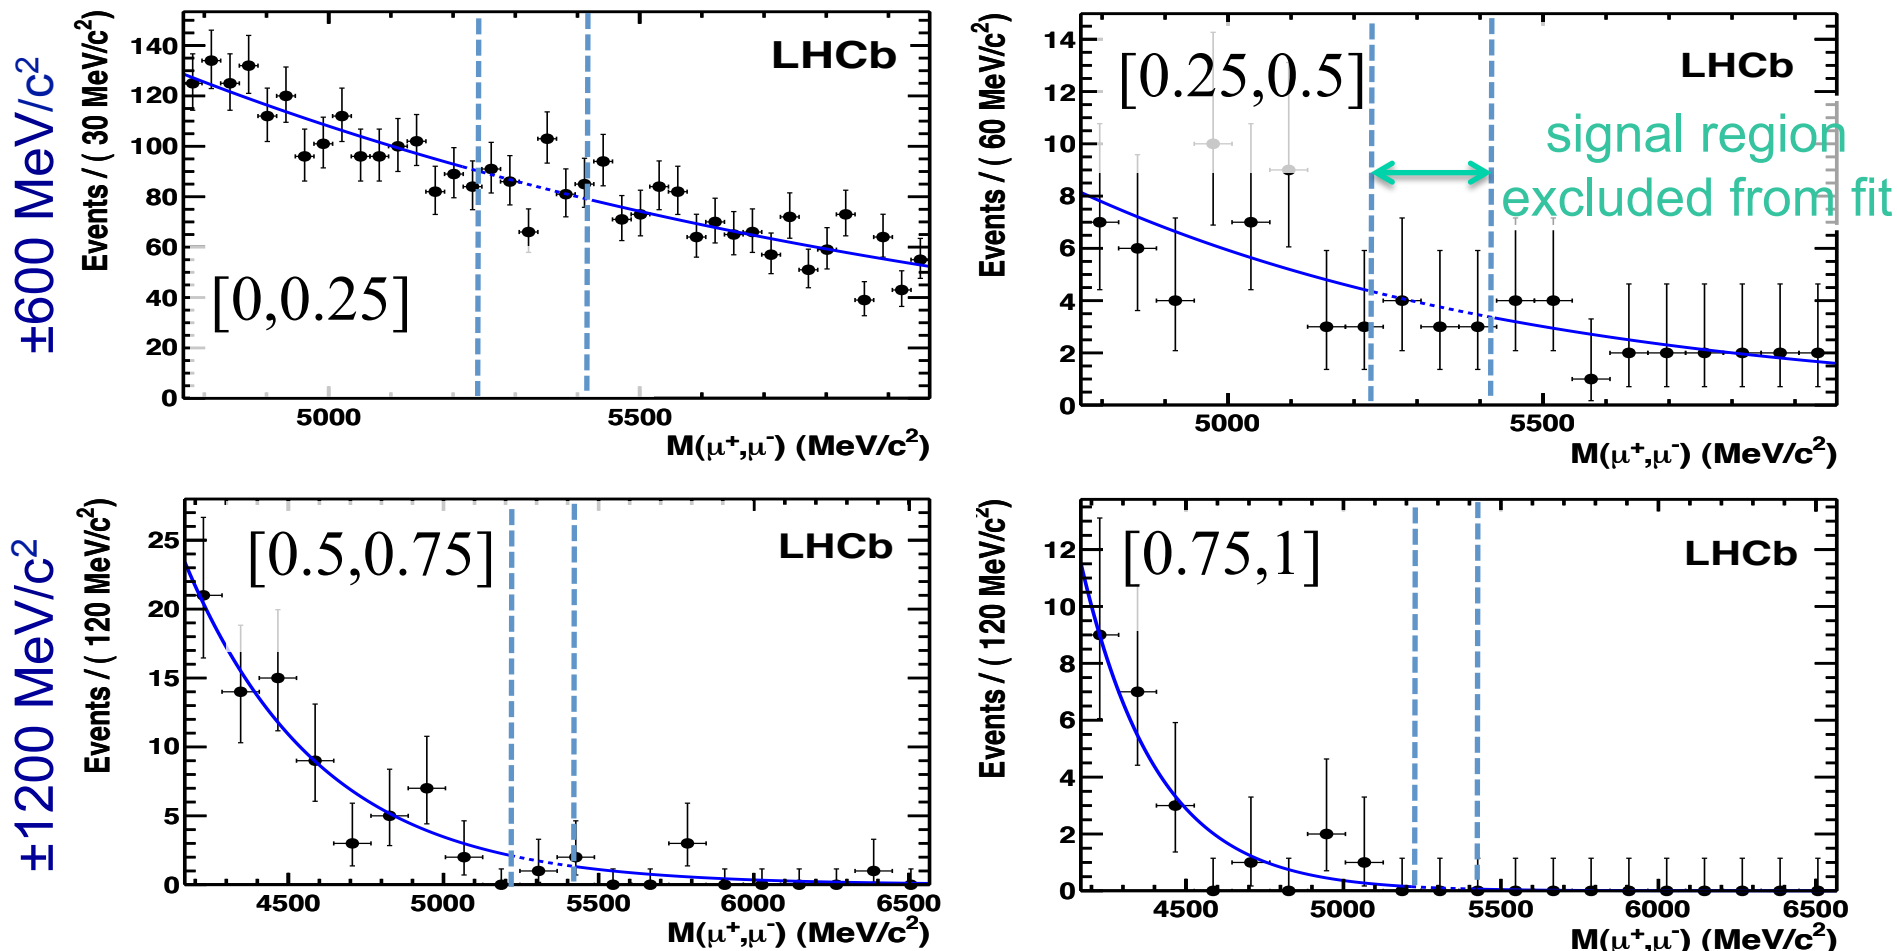 ±600 MeV/c²
Events / ( 30 MeV/c²)
140
120
100
80
60
40
20
0
LHCb
[0,0.25]
5000
5500
M(μ⁺,μ⁻) (MeV/c²)
Events / ( 60 MeV/c²)
14
12
10
8
6
4
2
0
[0.25,0.5]
LHCb
signal region
excluded from fit
5000
5500
M(μ⁺,μ⁻) (MeV/c²)
±1200 MeV/c²
Events / ( 120 MeV/c²)
25
20
15
10
5
0
[0.5,0.75]
LHCb
4500
5000
5500
6000
6500
M(μ⁺,μ⁻) (MeV/c²)
Events / ( 120 MeV/c²)
12
10
8
6
4
2
0
[0.75,1]
LHCb
4500
5000
5500
6000
6500
M(μ⁺,μ⁻) (MeV/c²)